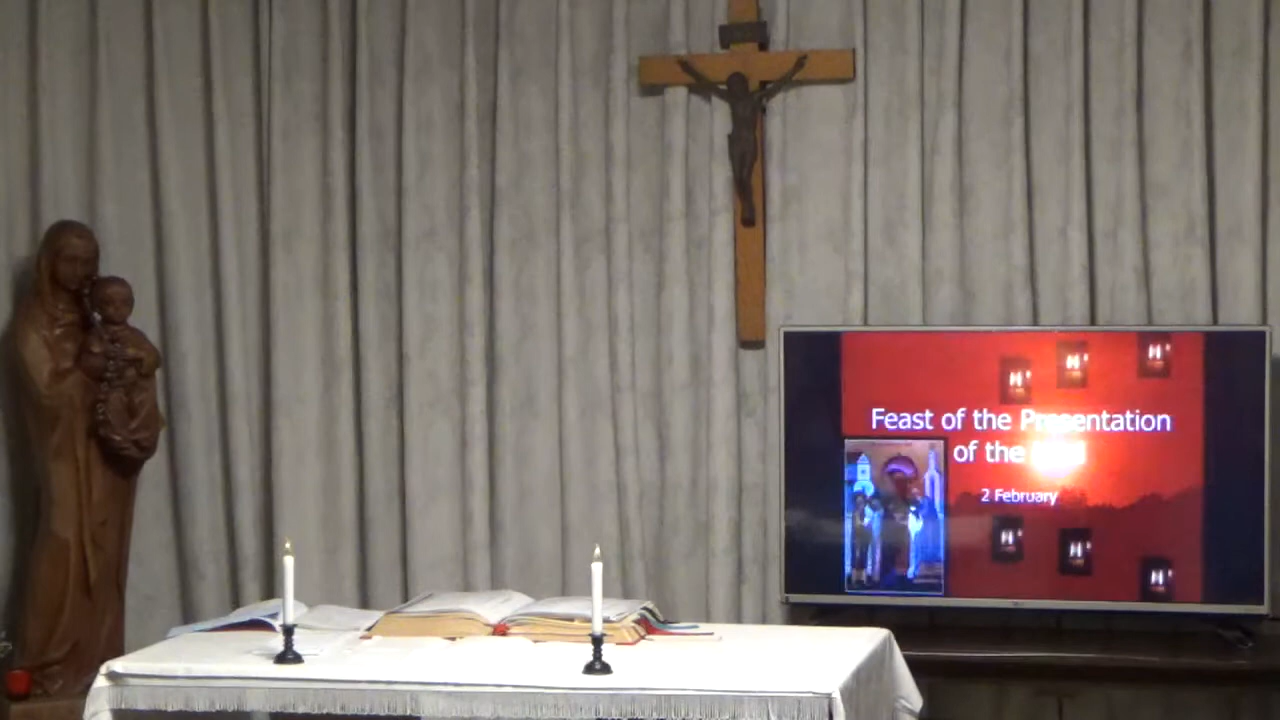 Feast of the Presentation
of the
2 February